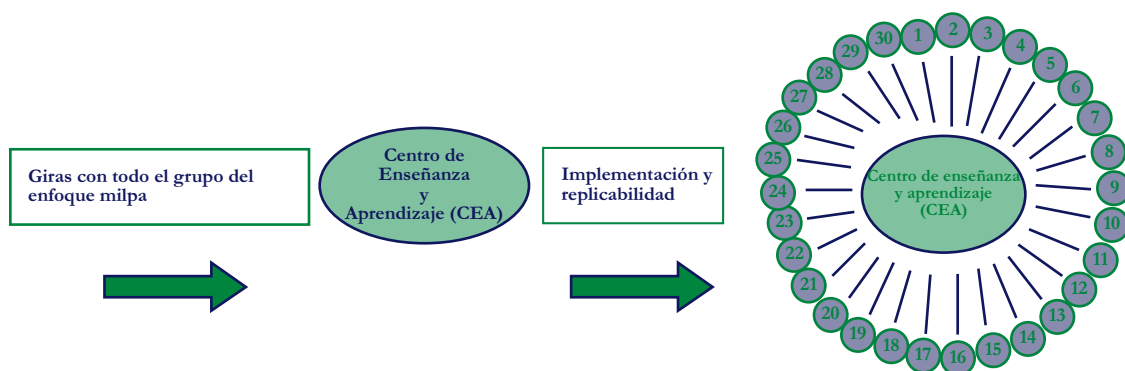 Giras con todo el grupo del
enfoque milpa
Centro de
Enseñanza
y
Aprendizaje (CEA)
Implementación y
replicabilidad
Centro de enseñanza
y aprendizaje
(CEA)
1
2
3
4
5
6
7
8
9
10
11
12
13
14
15
16
17
18
19
20
21
22
23
24
25
26
27
28
29
30